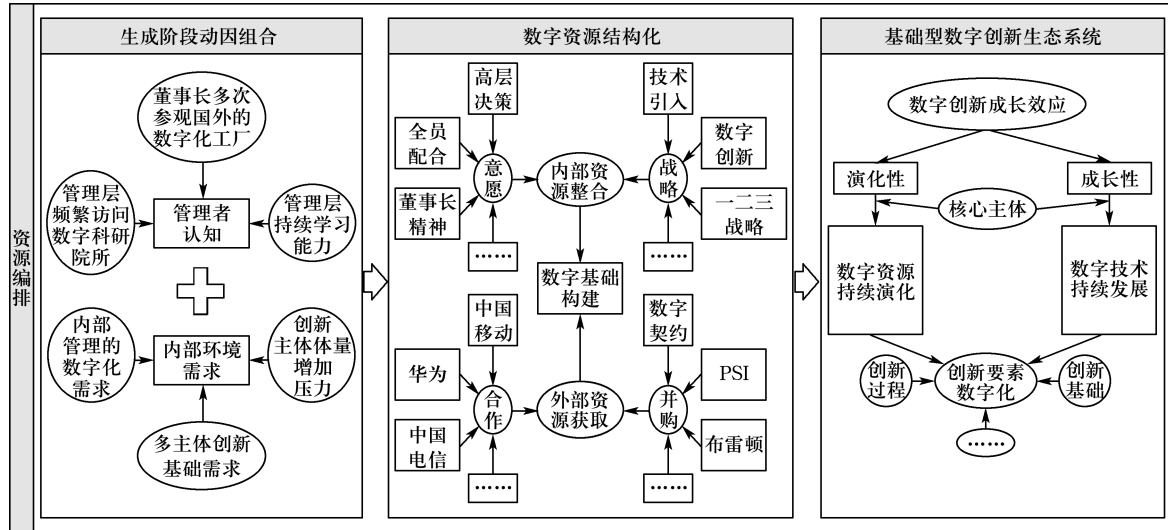 资源编排
生成阶段动因组合
董事长多次
参观国外的
数字化工厂
管理层
频繁访问
数字科研
院所
管理者
认知
管理层
持续学习
能力
内部
管理的
数字化
需求
内部环境
需求
创新
主体体量
增加
压力
多主体创新
基础需求
数字资源结构化
高层
决策
技术
引入
全员
配合
意愿
内部资
源整合
战略
数字
创新
董事长
精神
一二三
战略
……
……
数字基础
构建
中国
移动
数字
契约
华为
合作
外部资
源获取
并购
PSI
中国
电信
布雷顿
……
……
基础型数字创新生态系统
数字创新成长效应
演化性
成长性
核心主体
数字资源
持续演化
数字技术
持续发展
创新
过程
创新要素
数字化
创新
基础
……